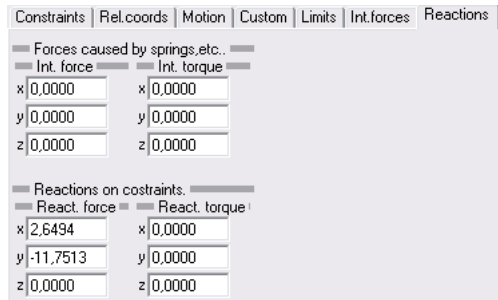 Constraints Rel.coords Motion Custom Limits Int.forces Reactions
Forces caused by springs,etc..
Int. force Int. torque
x 0,0000 x 0,0000
y 0,0000 y 0,0000
z 0,0000 z 0,0000
Reactions on costraints.
React. force React. torque
x 2,6494 x 0,0000
y -11,7513 y 0,0000
z 0,0000 z 0,0000